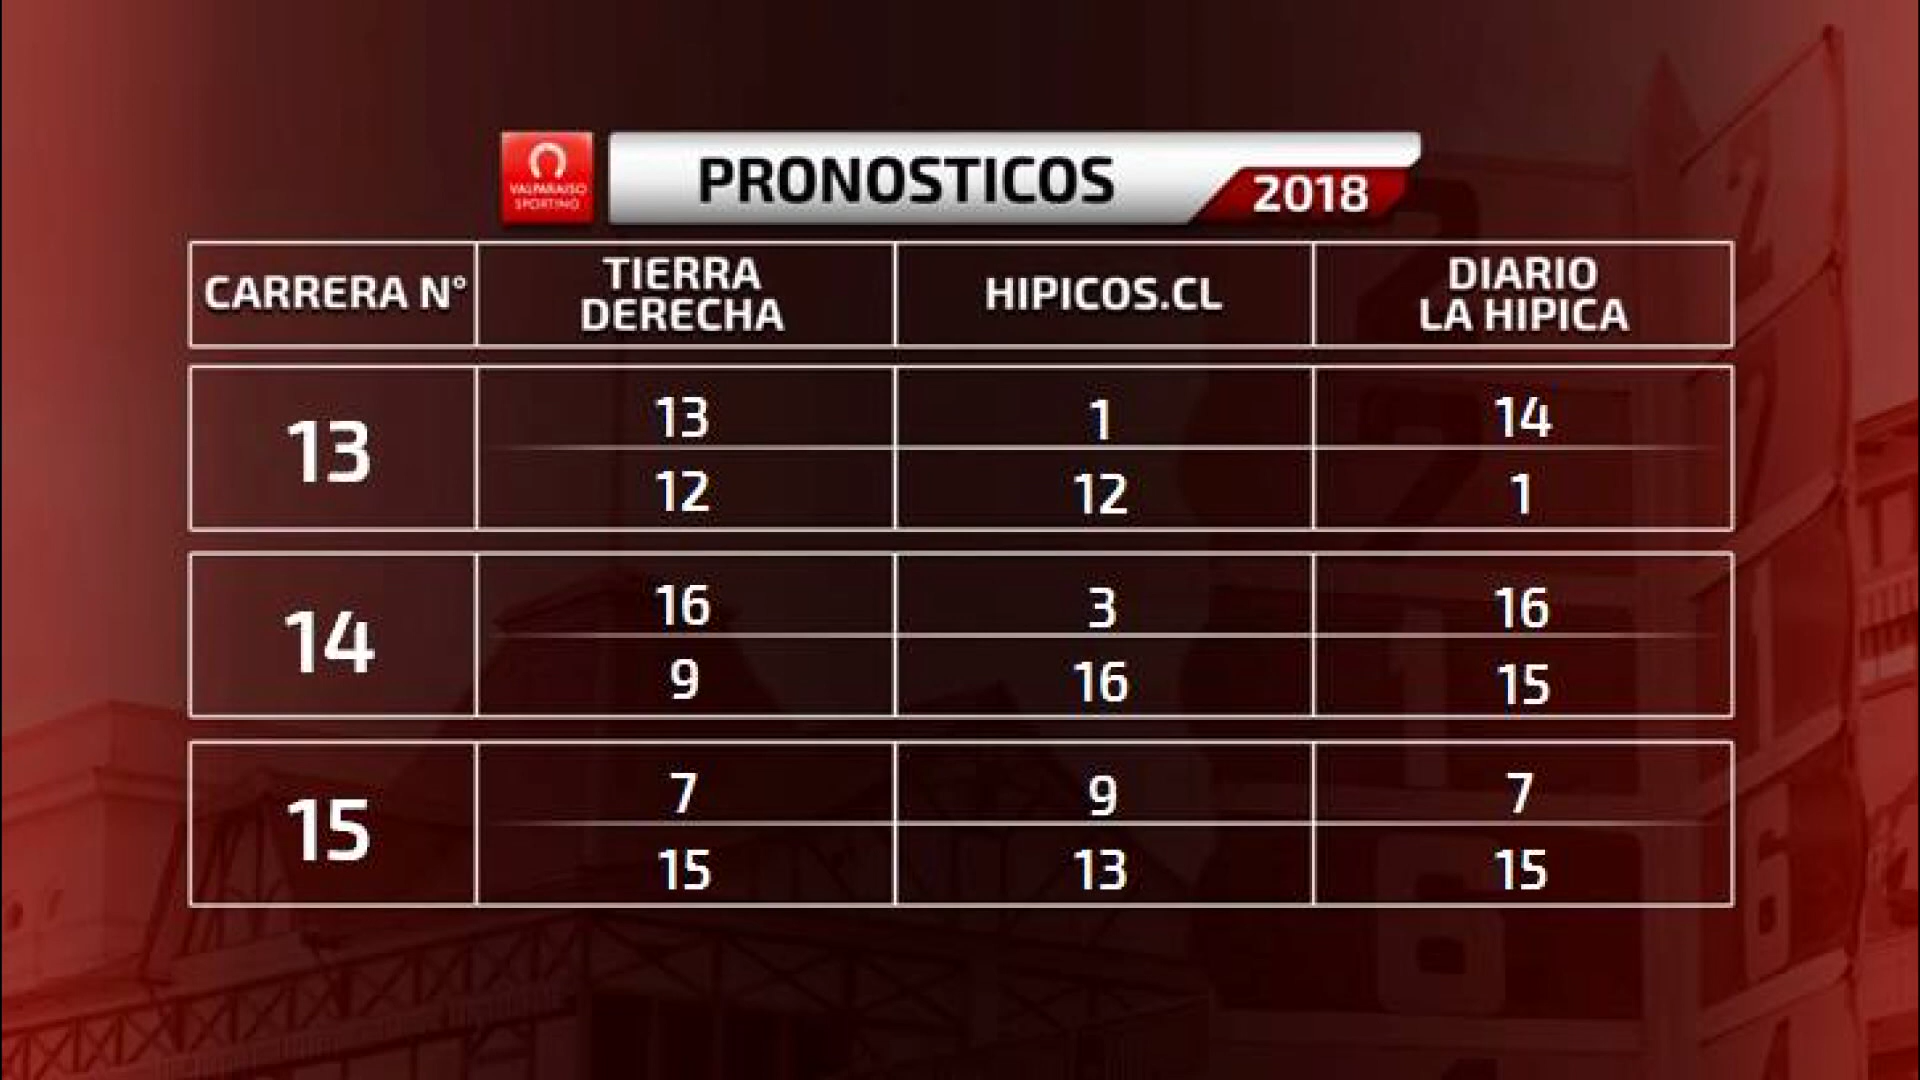 VALPARAISO
SPORTING
PRONOSTICOS
2018
CARRERA N°
TIERRA
DERECHA
HIPICOS.CL
DIARIO
LA HIPICA
13
13
1
14
12
12
1
14
16
3
16
9
16
15
15
7
9
7
15
13
15